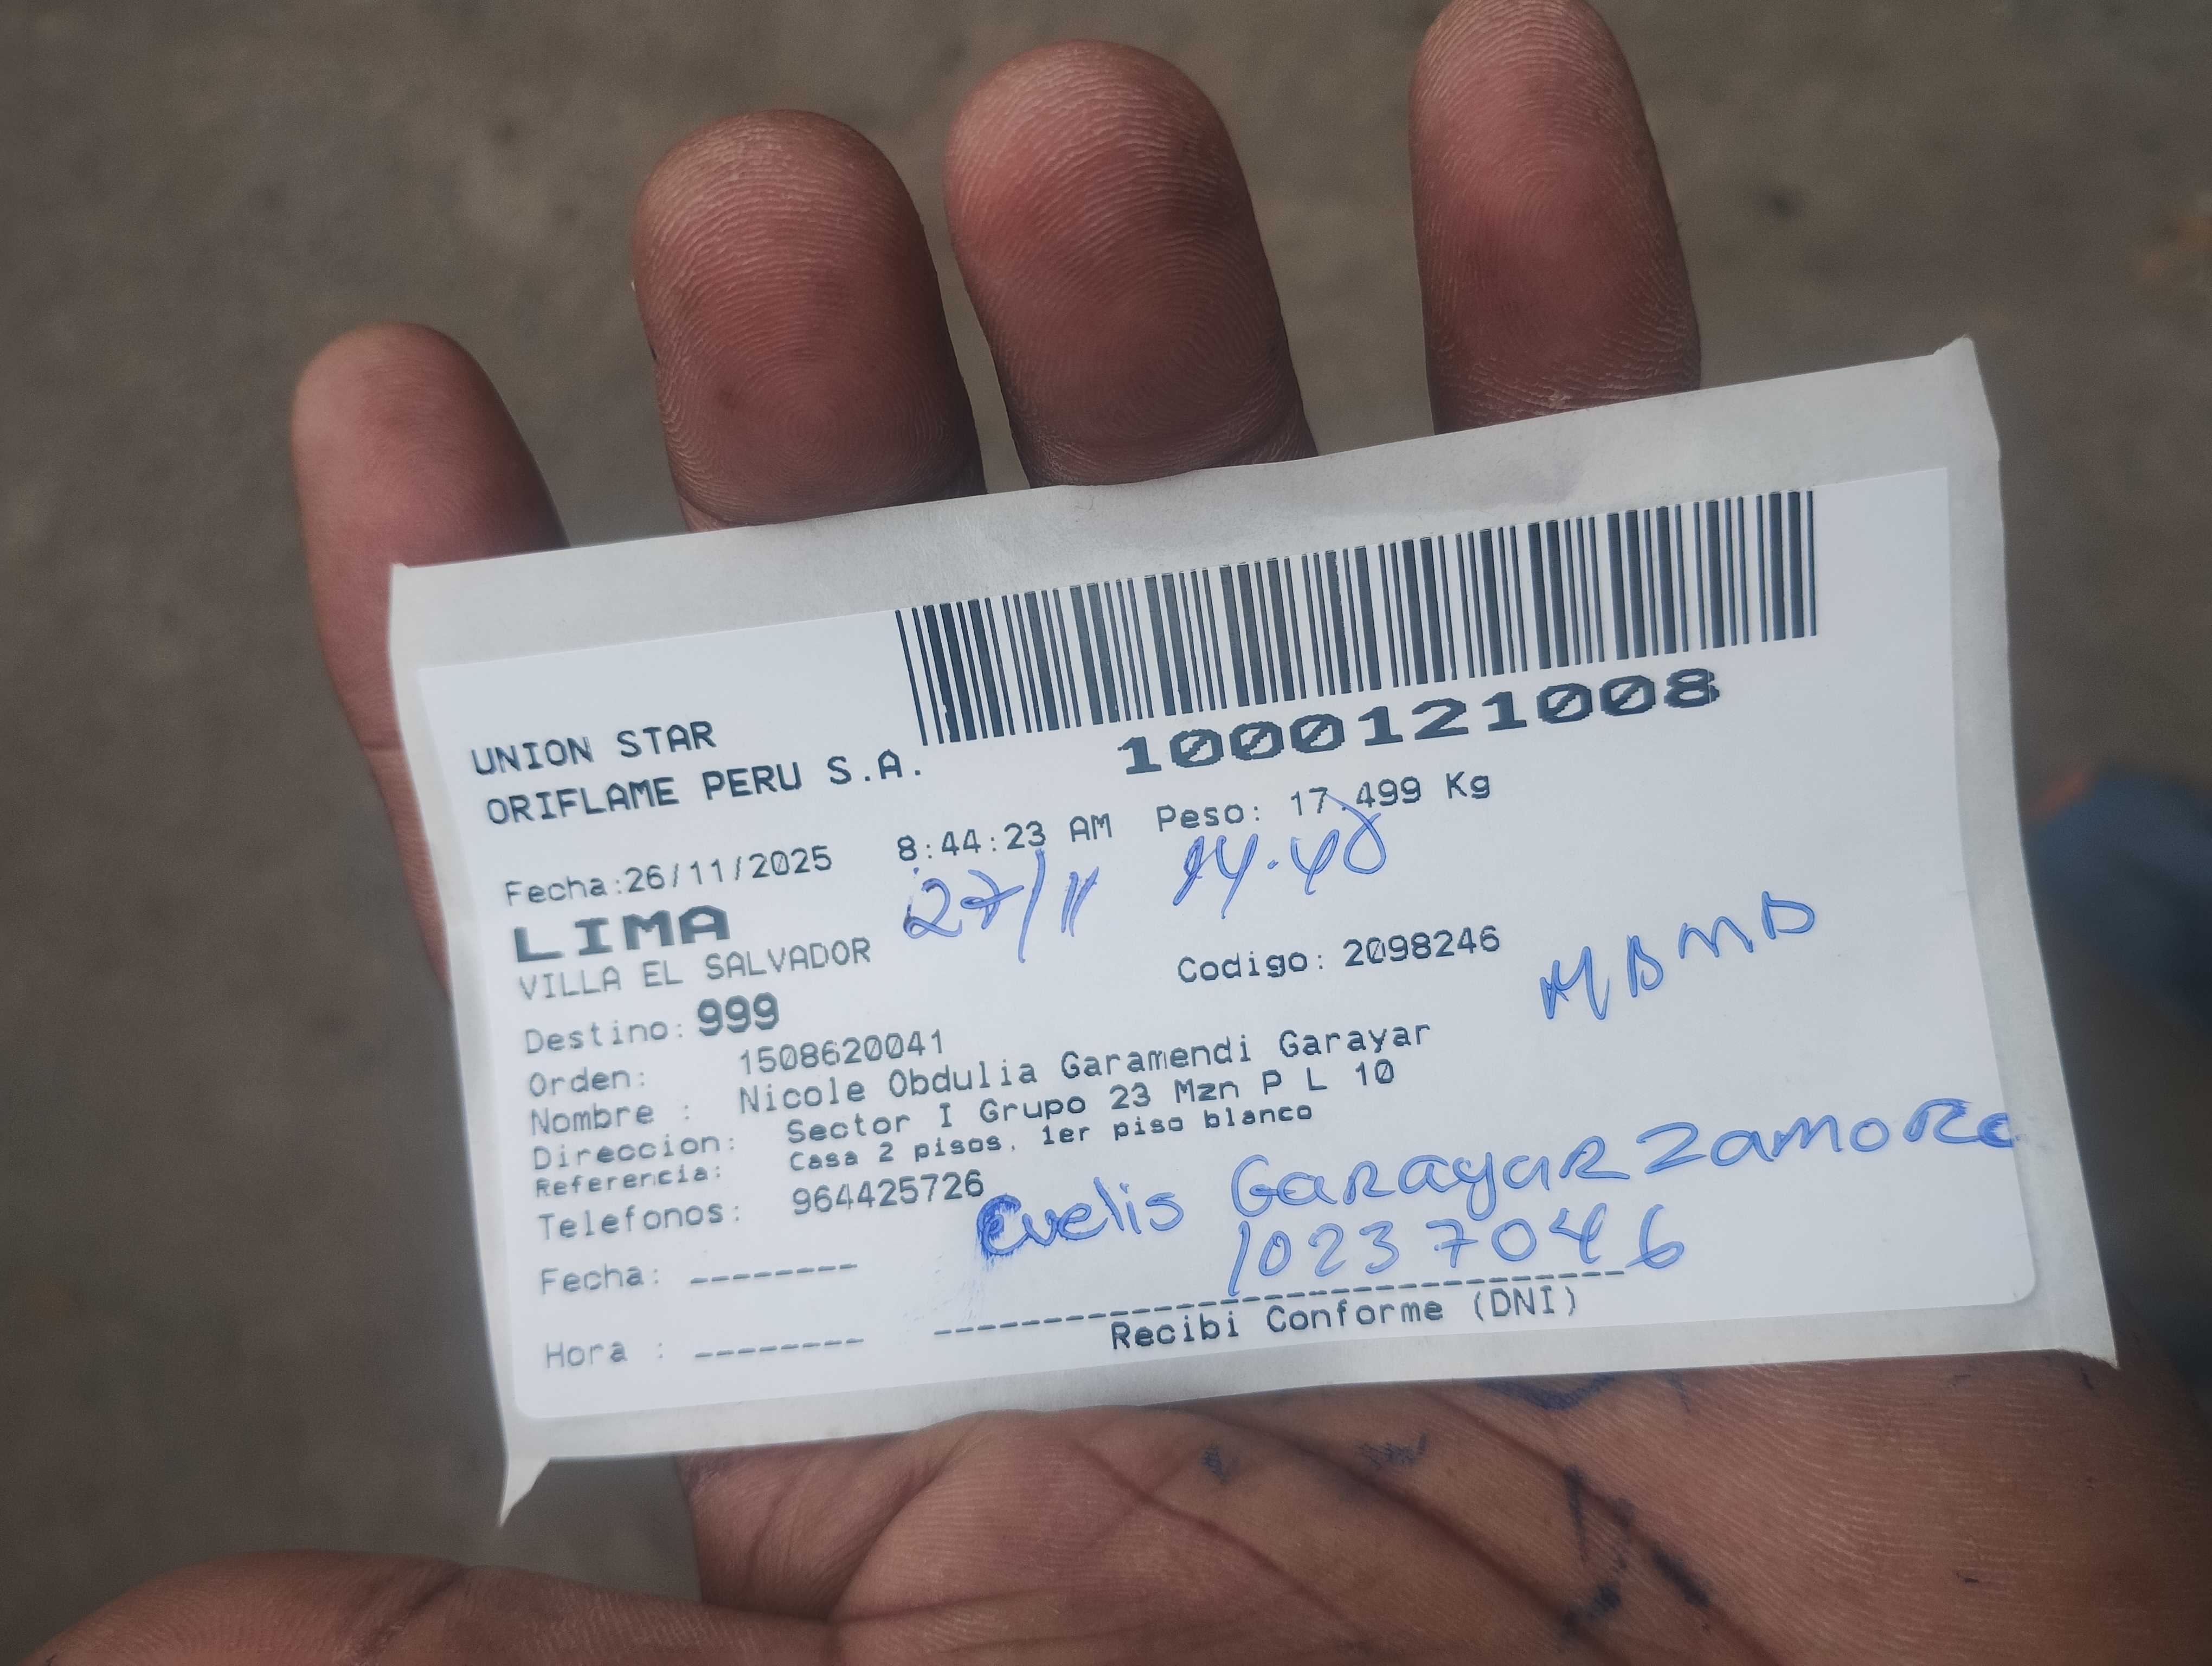 UNION STAR
ORIFLAME PERU S.A.
1000121008
Fecha:26/11/2025 8:44:23 AM Peso: 17.499 Kg
27/11 14.40
LIMA
VILLA EL SALVADOR
Codigo: 2098246
MBMD
Destino: 999
Orden: 1508620041
Nombre : Nicole Obdulia Garamendi Garayar
Direccion: Sector I Grupo 23 Mzn P L 10
Referencia: Casa 2 pisos, 1er piso blanco
Telefonos: 964425726
Evelis Garayar Zamora
10237046
Fecha: --------
Hora : --------
Recibi Conforme (DNI)